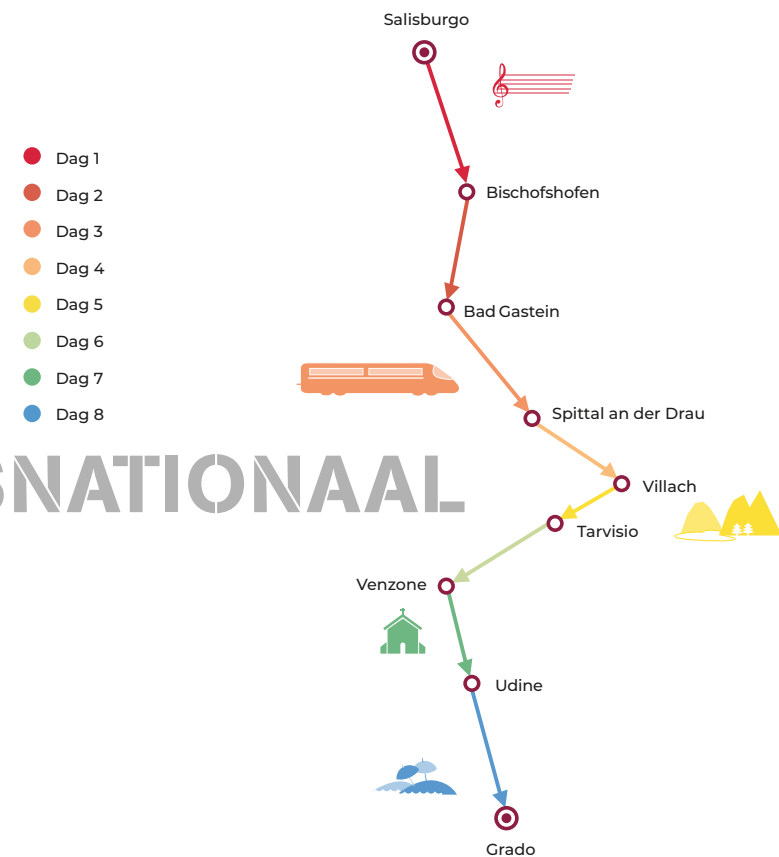 Salisburgo
Bischofshofen
Bad Gastein
Spittal an der Drau
Villach
Tarvisio
Venzone
Udine
Grado
Dag 1
Dag 2
Dag 3
Dag 4
Dag 5
Dag 6
Dag 7
Dag 8
SNATIONAAL